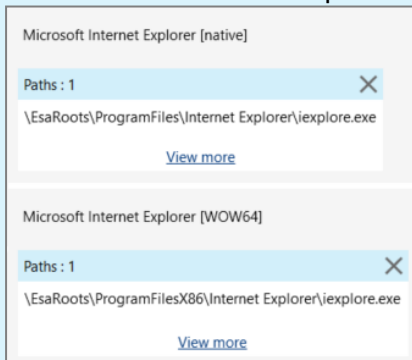 Microsoft Internet Explorer [native]
Paths : 1
\EsaRoots\ProgramFiles\Internet Explorer\iexplore.exe
View more
Microsoft Internet Explorer [WOW64]
Paths : 1
\EsaRoots\ProgramFilesX86\Internet Explorer\iexplore.exe
View more